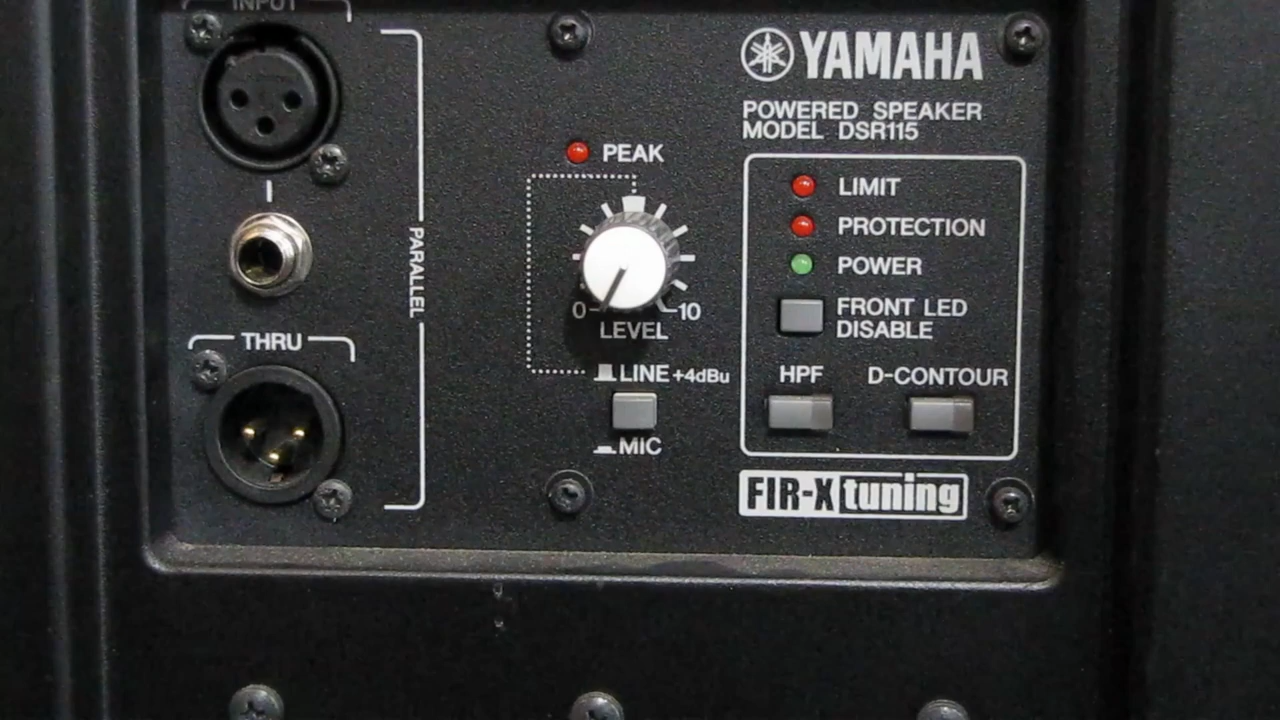 INPUT
YAMAHA
POWERED SPEAKER
MODEL DSR115
PEAK
LIMIT
PROTECTION
POWER
PARALLEL
0
10
LEVEL
FRONT LED
DISABLE
THRU
LINE +4dBu
HPF
D-CONTOUR
MIC
FIR-X tuning